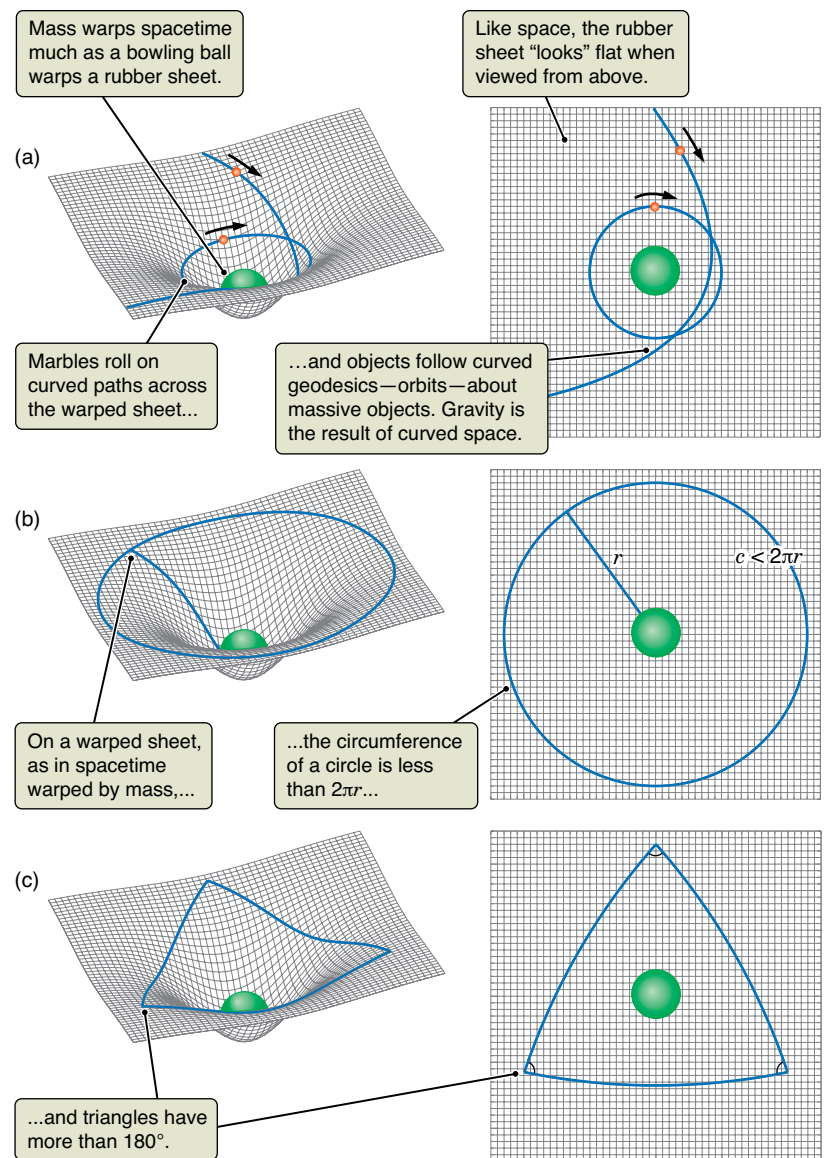 Mass warps spacetime
much as a bowling ball
warps a rubber sheet.
Like space, the rubber
sheet “looks” flat when
viewed from above.
(a)
Marbles roll on
curved paths across
the warped sheet...
...and objects follow curved
geodesics—orbits—about
massive objects. Gravity is
the result of curved space.
(b)
r
c < 2πr
On a warped sheet,
as in spacetime
warped by mass,...
...the circumference
of a circle is less
than 2πr...
(c)
...and triangles have
more than 180°.